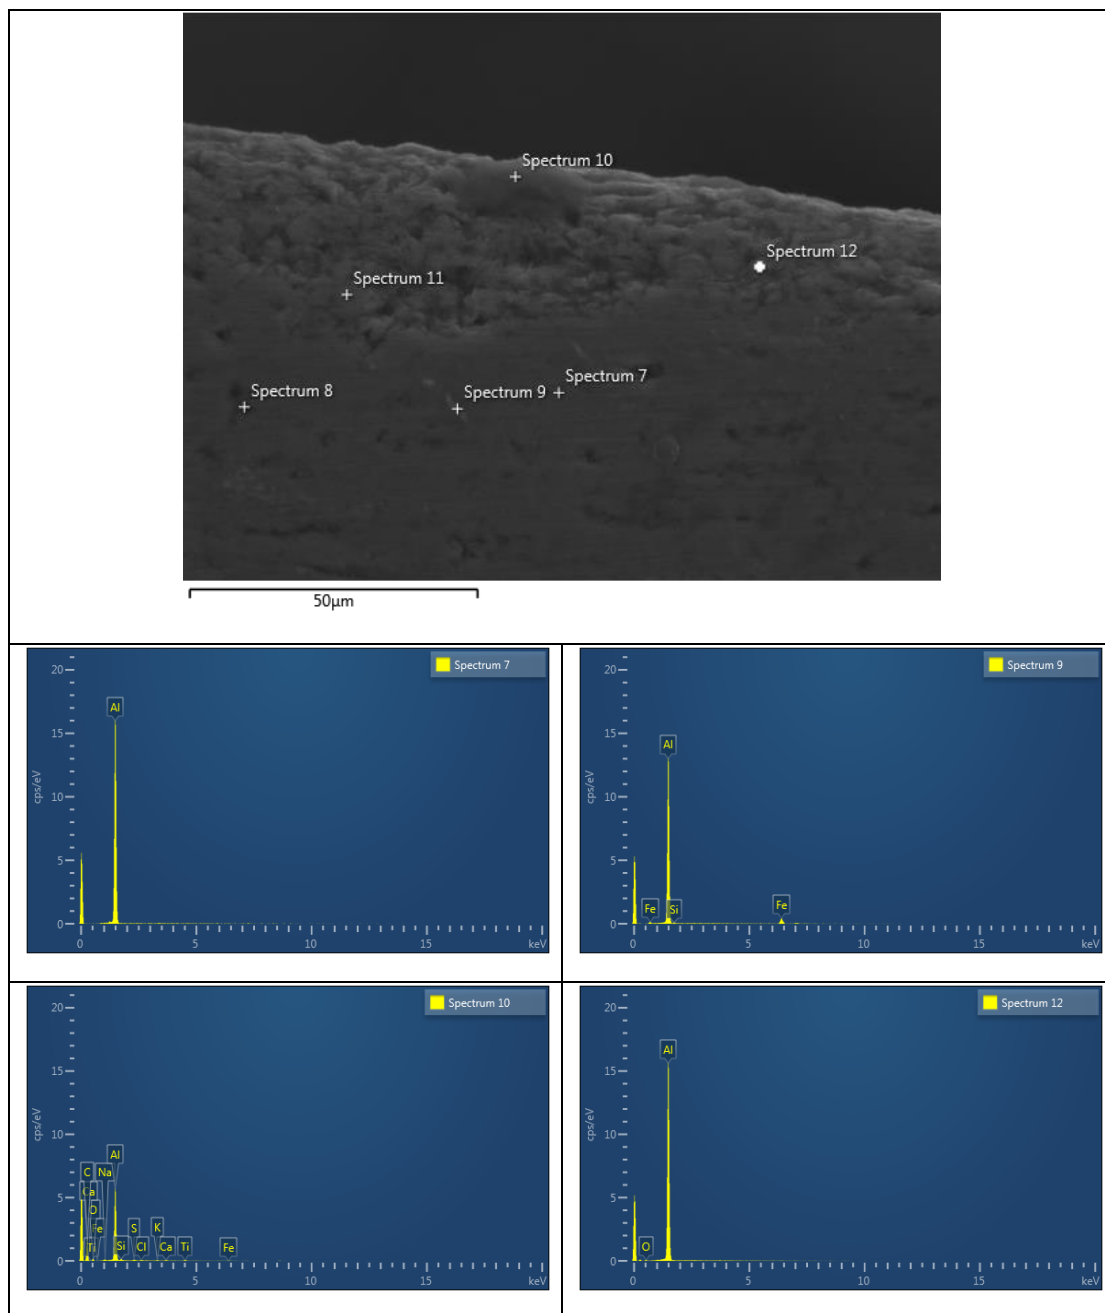 Spectrum 10
Spectrum 12
Spectrum 11
Spectrum 8
Spectrum 9
Spectrum 7
50µm
Spectrum 7
20
15
10
5
0
cps/eV
Al
0 5 10 15 keV
Spectrum 9
20
15
10
5
0
cps/eV
Al
Fe Si Fe
0 5 10 15 keV
Spectrum 10
20
15
10
5
0
cps/eV
Al
C Na
Ca
O
Fe S K
Ti Si Cl Ca Ti Fe
0 5 10 15 keV
Spectrum 12
20
15
10
5
0
cps/eV
Al
O
0 5 10 15 keV